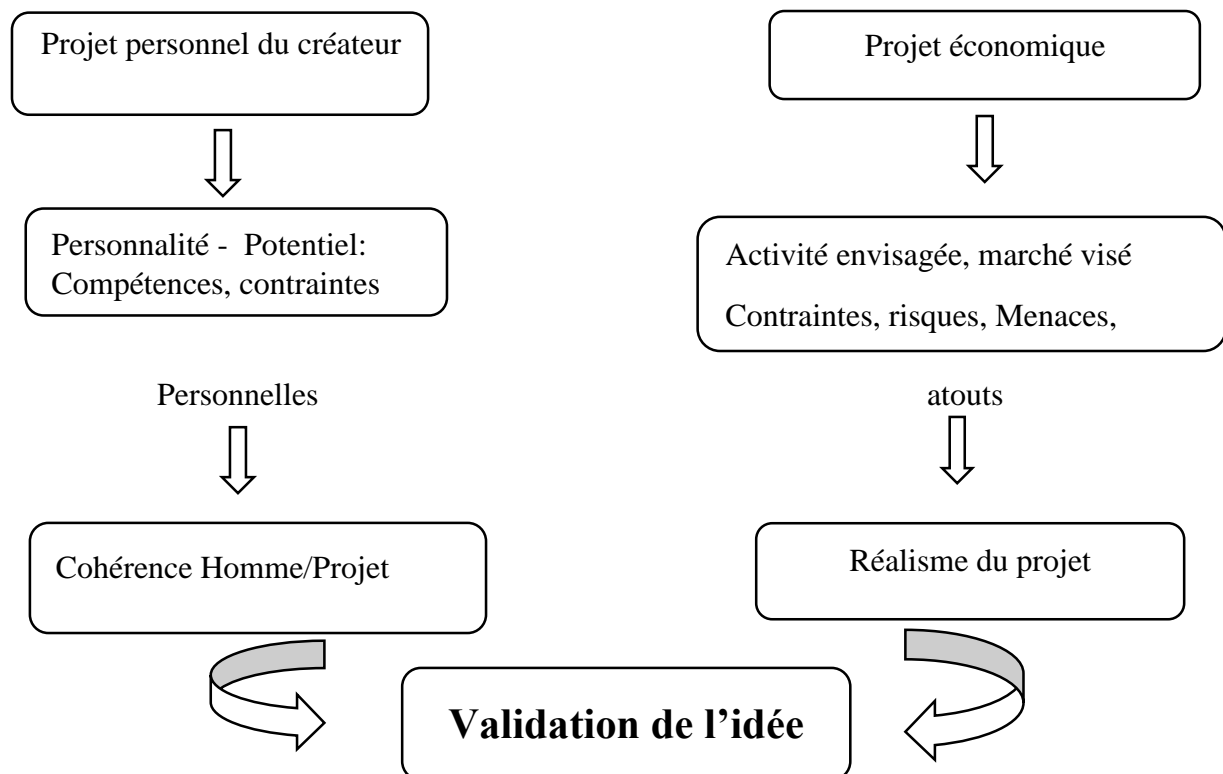 Projet personnel du créateur
Projet économique
Personnalité - Potentiel:
Compétences, contraintes
Activité envisagée, marché visé
Contraintes, risques, Menaces,
Personnelles
atouts
Cohérence Homme/Projet
Réalisme du projet
Validation de l’idée